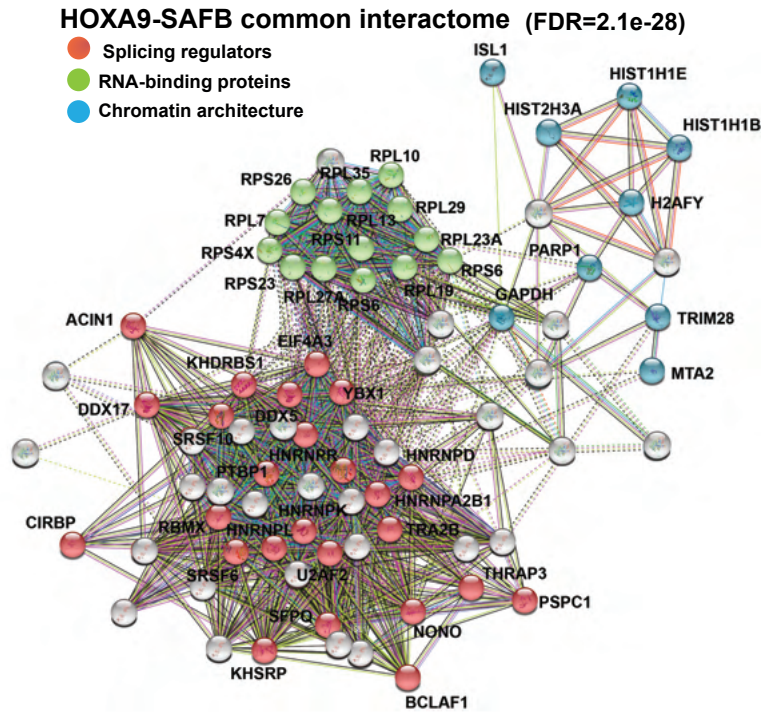 HOXA9-SAFB common interactome (FDR=2.1e-28)
Splicing regulators
RNA-binding proteins
Chromatin architecture
ISL1
HIST1H1E
HIST2H3A
HIST1H1B
RPL10
RPL35
RPS26
H2AFY
RPL7
RPL13
RPL29
RPS11
RPL23A
RPS4X
PARP1
RPS23
RPS6
RPL27A
RPS6
RPL19
GAPDH
ACIN1
TRIM28
EIF4A3
KHDRBS1
MTA2
YBX1
DDX17
DDX5
SRSF10
HNRNPR
HNRNPD
PTBP1
HNRNPA2B1
HNRNPK
CIRBP
RBMX
HNRNPL
TRA2B
SRSF6
U2AF2
THRAP3
PSPC1
SFPQ
NONO
KHSRP
BCLAF1